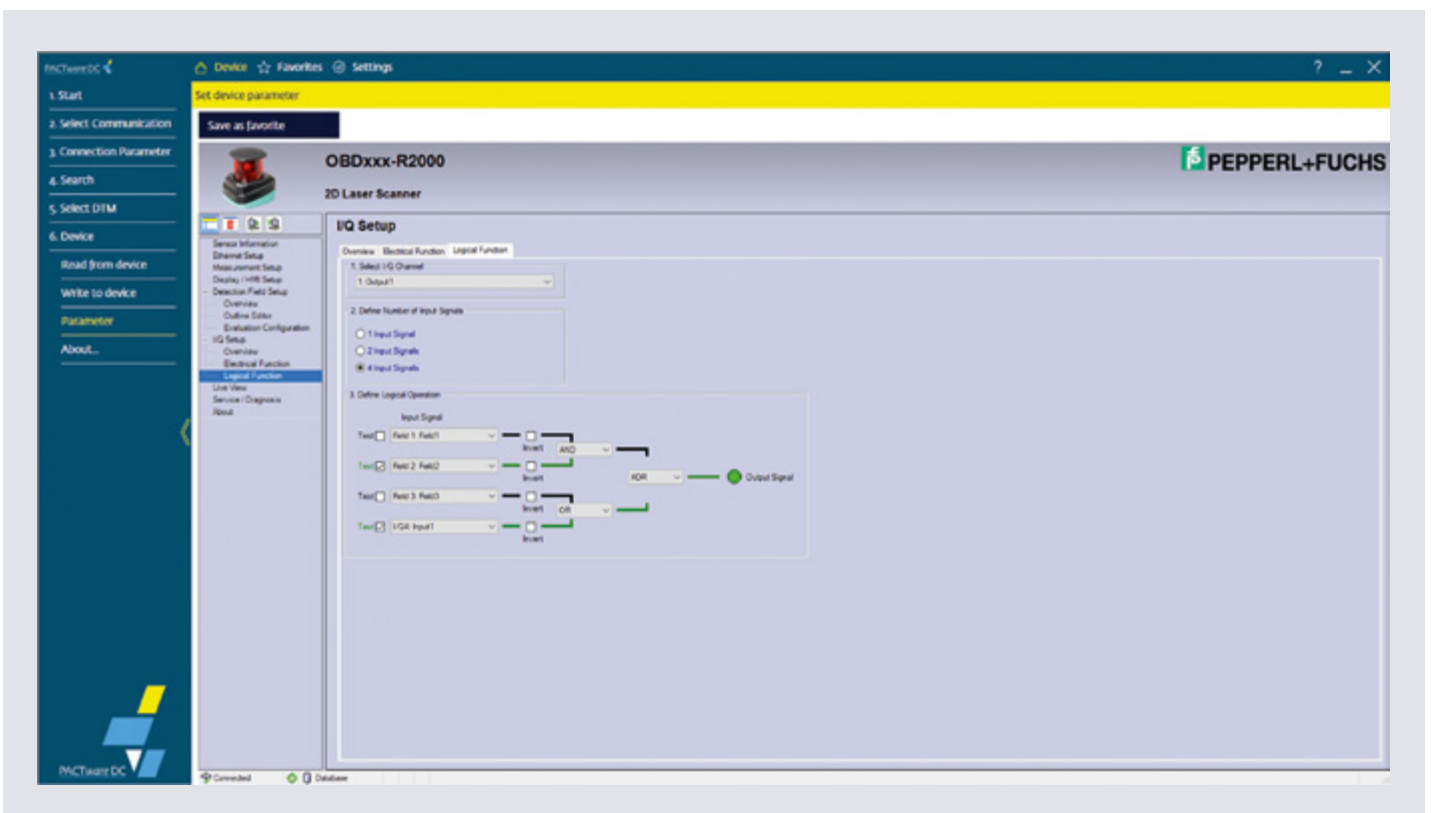 PACTware DC
Device Favorites Settings
? _ X
1. Start
Set device parameter
2. Select Communication
Save as favorite
3. Connection Parameter
OBDxxx-R2000
PEPPERL+FUCHS
4. Search
2D Laser Scanner
5. Select DTM
6. Device
Read from device
Write to device
Parameter
About...
Sensor Information
Ethernet Setup
Measurement Setup
Display / HMI Setup
Detection Field Setup
Overview
Outline Editor
Evaluation Configuration
I/Q Setup
Overview
Electrical Function
Logical Function
Live View
Service / Diagnosis
About
I/Q Setup
Overview Electrical Function Logical Function
1. Select I/Q Channel
1: Output1
2. Define Number of Input Signals
1 Input Signal
2 Input Signals
4 Input Signals
3. Define Logical Operation
Input Signal
Test Field 1: Field1
Invert
AND
Test Field 2: Field2
Invert
XOR Output Signal
Test Field 3: Field3
Invert
OR
Test I/Q4: Input1
Invert
PACTware DC
Connected Database